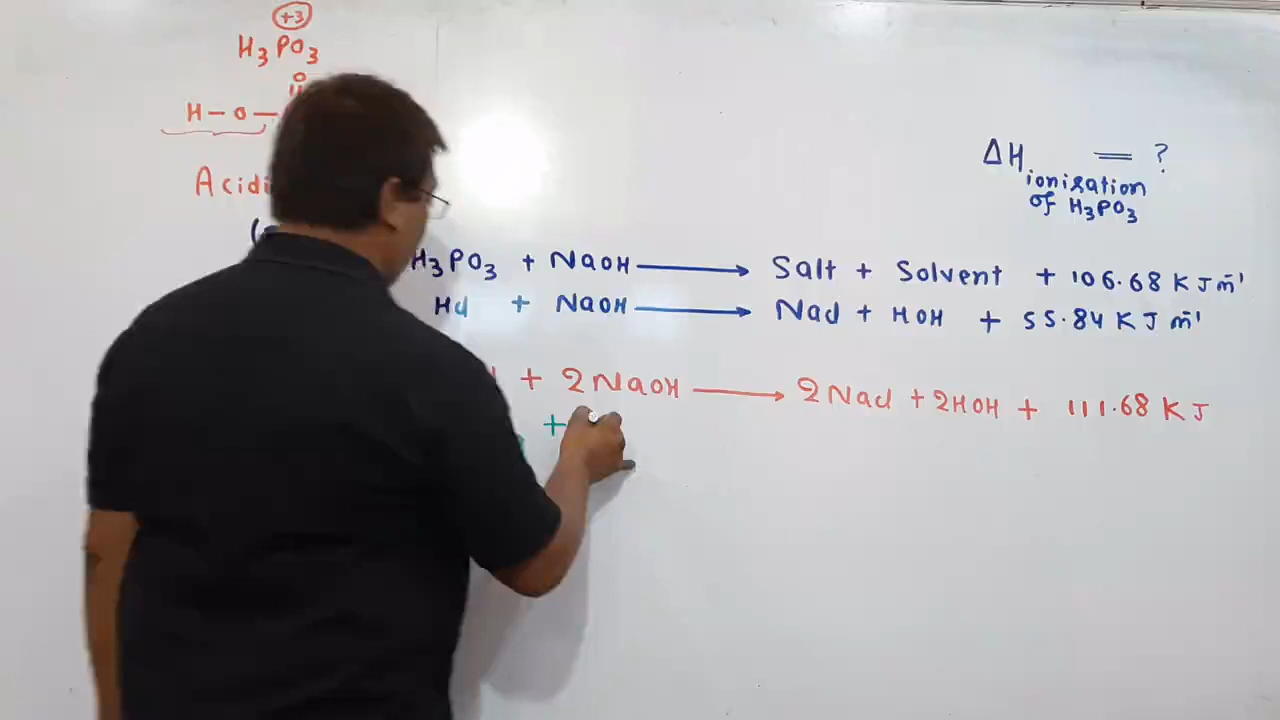 +3
H₃PO₃
O
H–O–
Acidi
ΔH ionisation of H₃PO₃ = ?
H₃PO₃ + NaOH ⟶ Salt + Solvent + 106.68 KJ m⁻¹
HCl + NaOH ⟶ NaCl + HOH + 55.84 KJ m⁻¹
+ 2NaOH ⟶ 2NaCl + 2HOH + 111.68 KJ
+